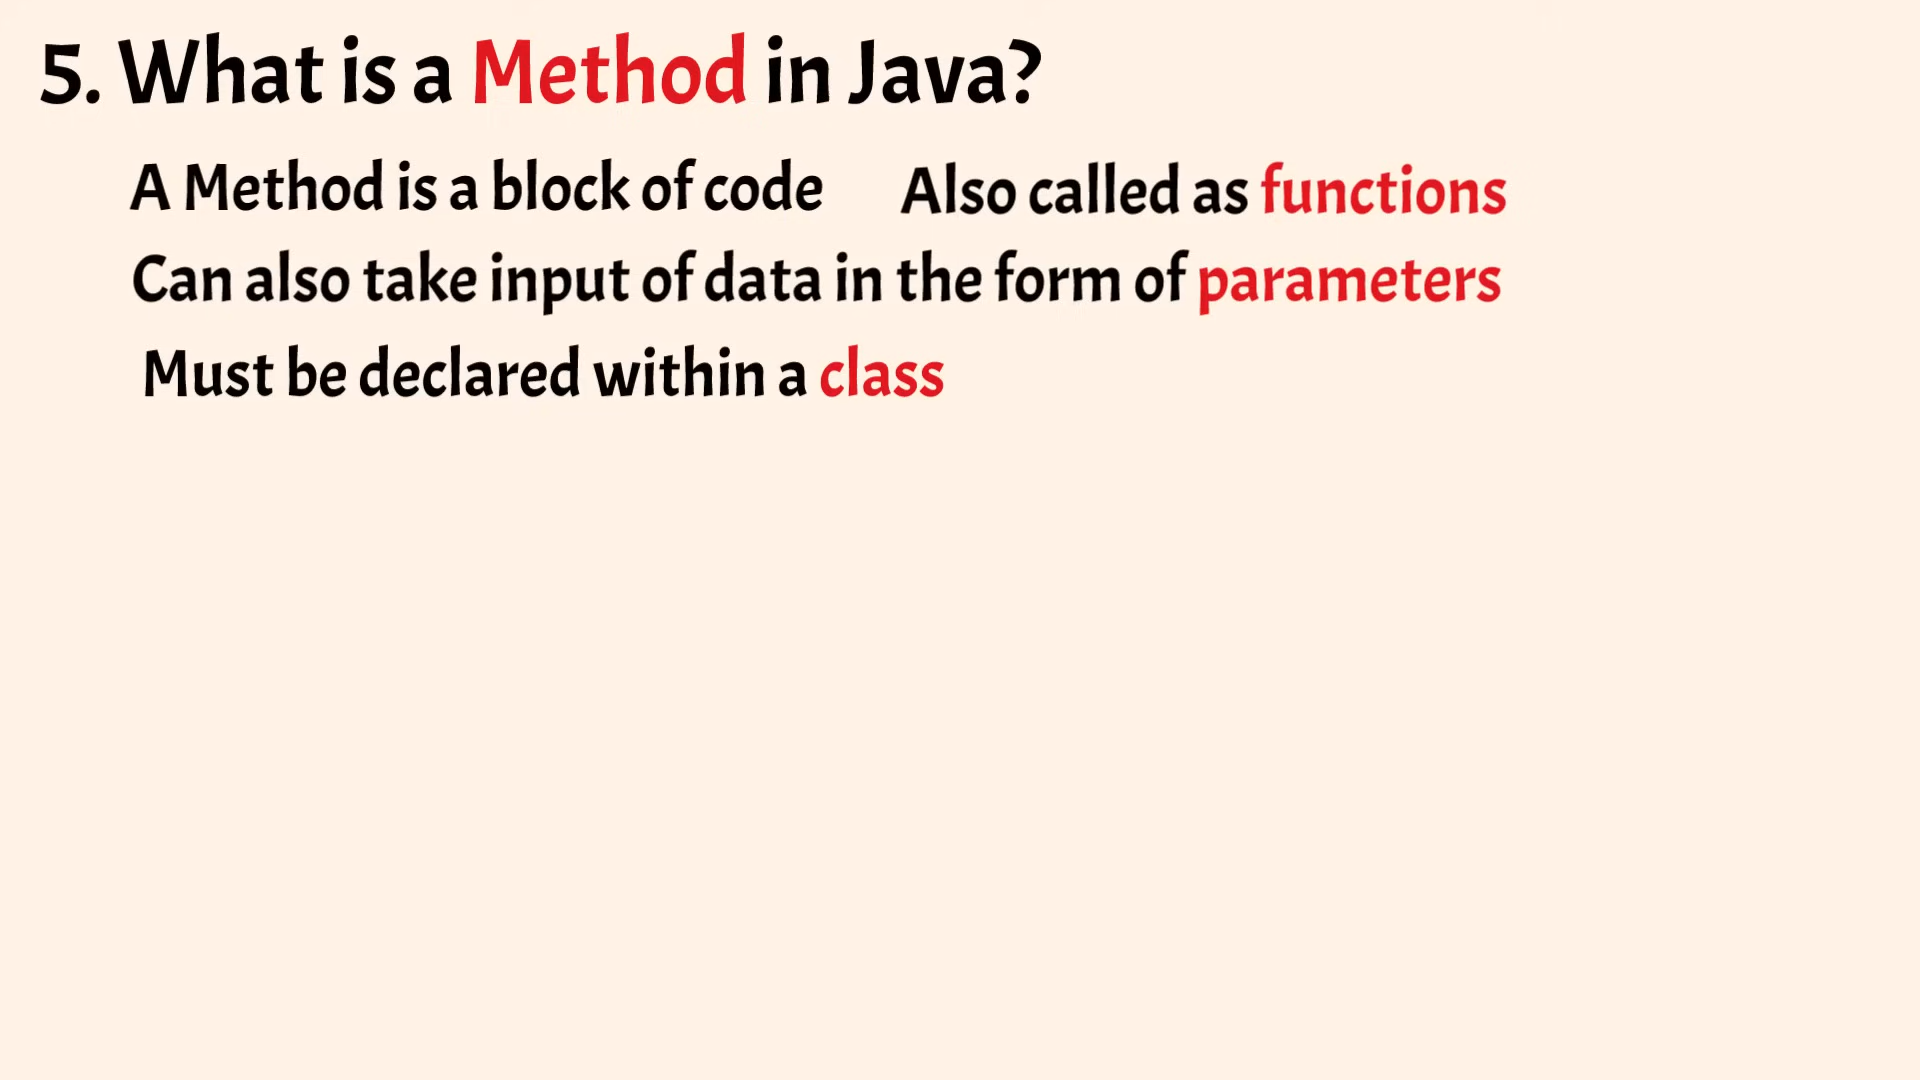 5. What is a Method in Java?
A Method is a block of code Also called as functions
Can also take input of data in the form of parameters
Must be declared within a class